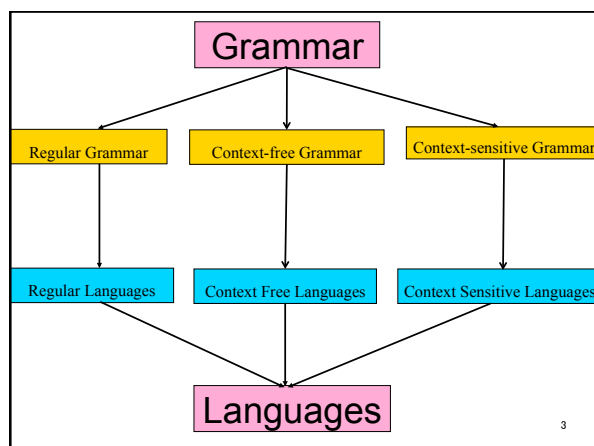 Grammar
Regular Grammar
Context-free Grammar
Context-sensitive Grammar
Regular Languages
Context Free Languages
Context Sensitive Languages
Languages
3